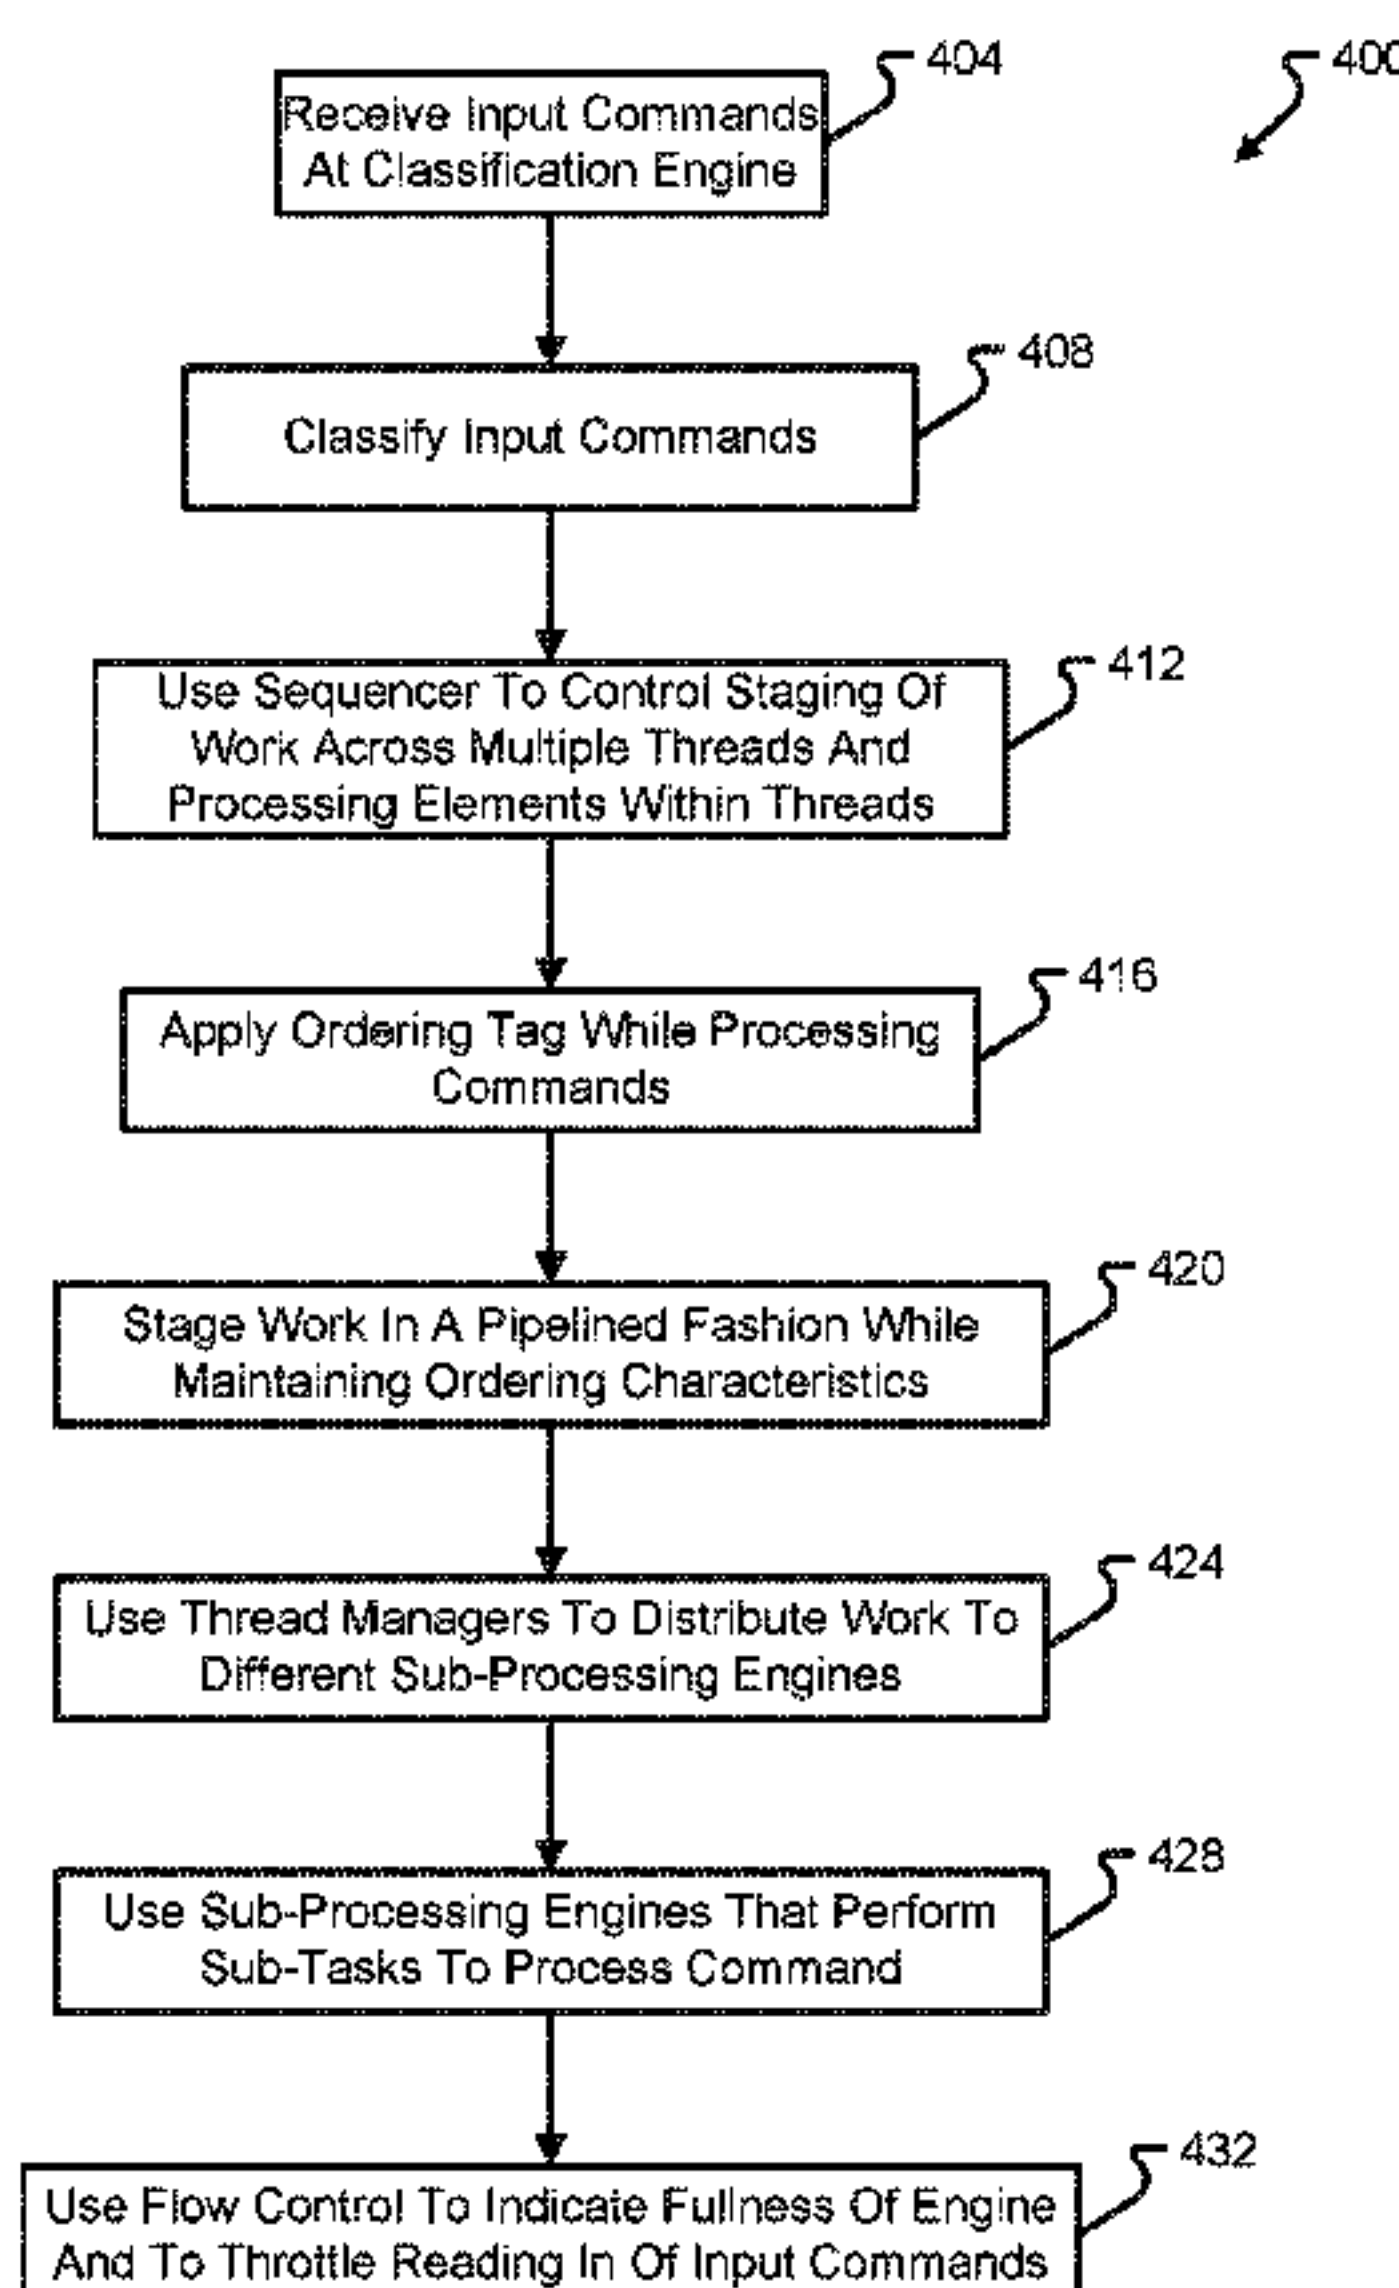 404
400
Receive Input Commands
At Classification Engine
408
Classify Input Commands
412
Use Sequencer To Control Staging Of
Work Across Multiple Threads And
Processing Elements Within Threads
416
Apply Ordering Tag While Processing
Commands
420
Stage Work In A Pipelined Fashion While
Maintaining Ordering Characteristics
424
Use Thread Managers To Distribute Work To
Different Sub-Processing Engines
428
Use Sub-Processing Engines That Perform
Sub-Tasks To Process Command
432
Use Flow Control To Indicate Fullness Of Engine
And To Throttle Reading In Of Input Commands